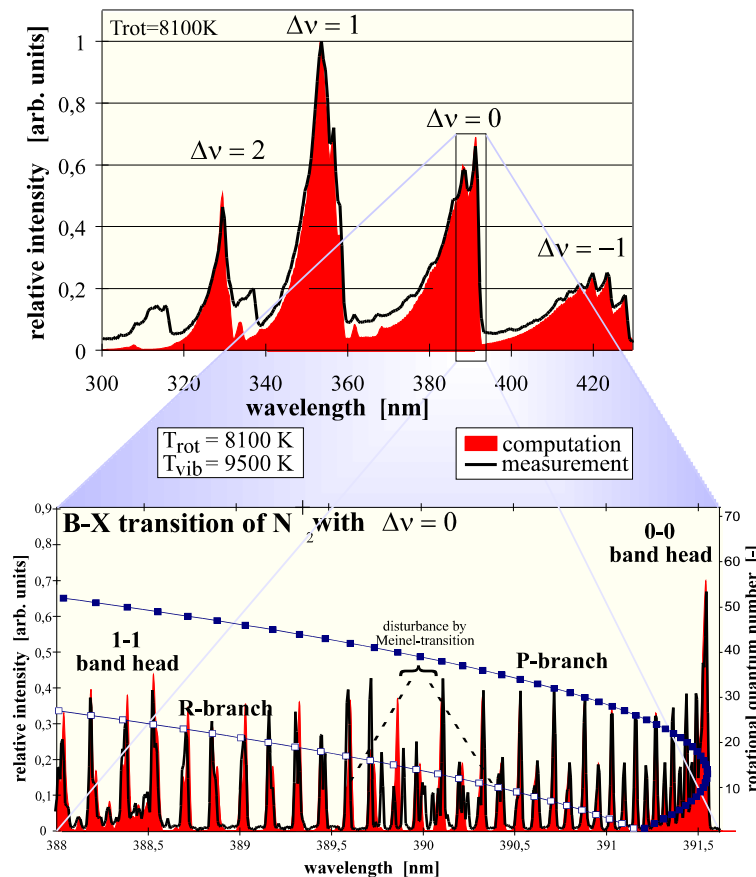 Trot=8100K
Δν = 1
Δν = 0
Δν = 2
Δν = −1
relative intensity [arb. units]
1
0,8
0,6
0,4
0,2
0
300 320 340 360 380 400 420
wavelength [nm]
T_rot = 8100 K
T_vib = 9500 K
computation
measurement
B-X transition of N₂ with Δν = 0
0-0
band head
disturbance by
Meinel-transition
1-1
band head
P-branch
R-branch
relative intensity [arb. units]
0,9
0,8
0,7
0,6
0,5
0,4
0,3
0,2
0,1
0
rotational quantum number [-]
70
60
50
40
30
20
10
388 388,5 389 389,5 390 390,5 391 391,5
wavelength [nm]